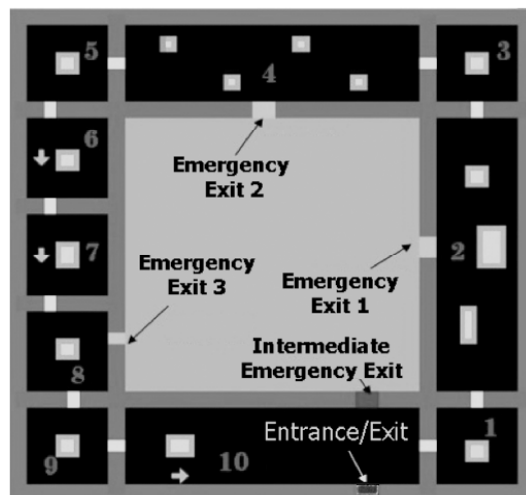 5
4
3
6
Emergency
Exit 2
7
2
Emergency
Exit 3
Emergency
Exit 1
8
Intermediate
Emergency Exit
Entrance/Exit
1
9
10